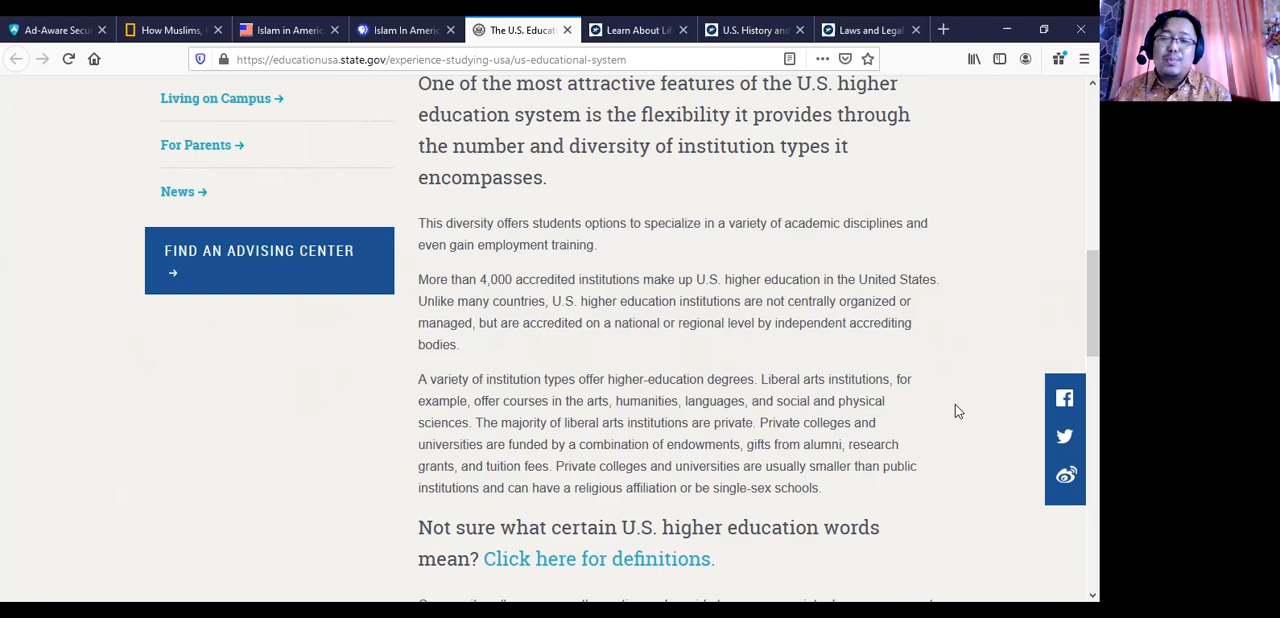 Ad-Aware Secu
How Muslims,
Islam in Americ
Islam In Americ
The U.S. Educat
Learn About Lif
U.S. History and
Laws and Legal
https://educationusa.state.gov/experience-studying-usa/us-educational-system
Living on Campus →
For Parents →
News →
FIND AN ADVISING CENTER
→
One of the most attractive features of the U.S. higher
education system is the flexibility it provides through
the number and diversity of institution types it
encompasses.
This diversity offers students options to specialize in a variety of academic disciplines and
even gain employment training.
More than 4,000 accredited institutions make up U.S. higher education in the United States.
Unlike many countries, U.S. higher education institutions are not centrally organized or
managed, but are accredited on a national or regional level by independent accrediting
bodies.
A variety of institution types offer higher-education degrees. Liberal arts institutions, for
example, offer courses in the arts, humanities, languages, and social and physical
sciences. The majority of liberal arts institutions are private. Private colleges and
universities are funded by a combination of endowments, gifts from alumni, research
grants, and tuition fees. Private colleges and universities are usually smaller than public
institutions and can have a religious affiliation or be single-sex schools.
Not sure what certain U.S. higher education words
mean? Click here for definitions.